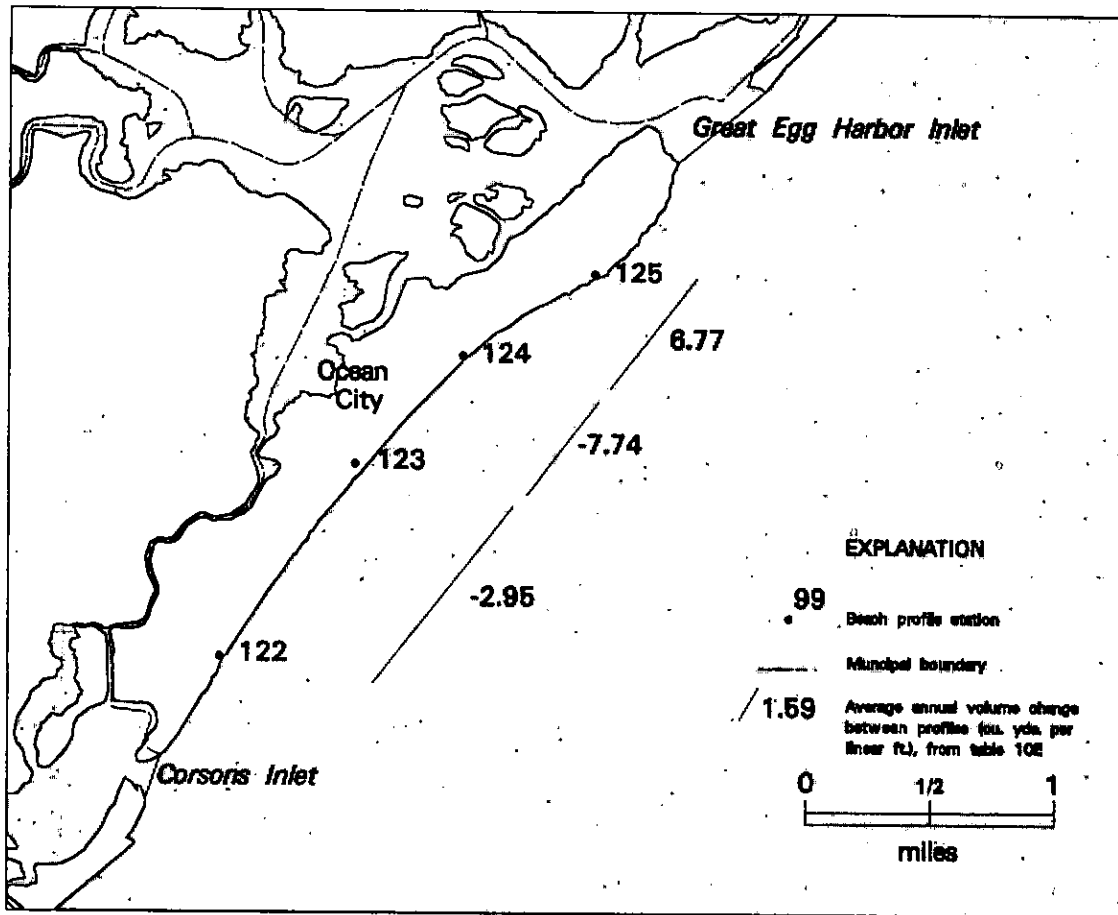 Great Egg Harbor Inlet
125
6.77
124
Ocean
City
-7.74
123
EXPLANATION
-2.95
99
Beach profile station
122
Municipal boundary
1.59
Average annual volume change
between profiles (cu. yds. per
linear ft.), from table 10E
Corsons Inlet
0 1/2 1
miles